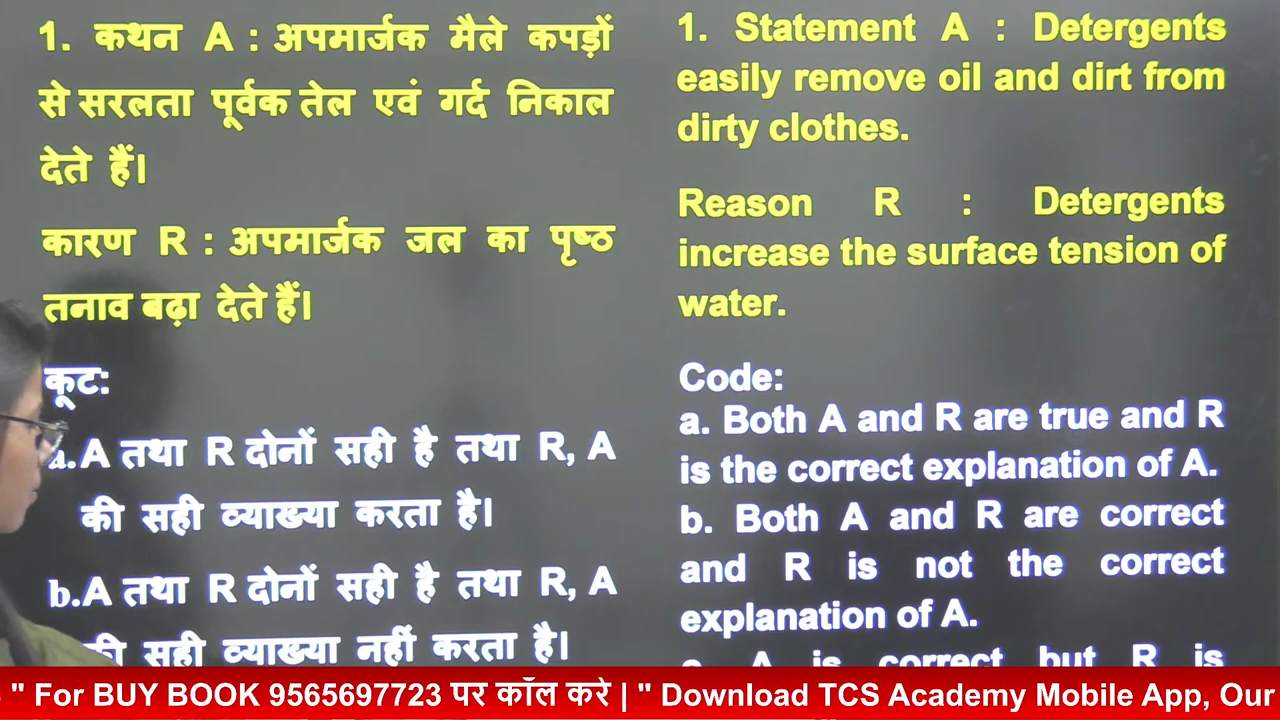 1. कथन A : अपमार्जक मैले कपड़ों
से सरलता पूर्वक तेल एवं गर्द निकाल
देते हैं।
कारण R : अपमार्जक जल का पृष्ठ
तनाव बढ़ा देते हैं।
कूट:
a. A तथा R दोनों सही है तथा R, A
की सही व्याख्या करता है।
b. A तथा R दोनों सही है तथा R, A
की सही व्याख्या नहीं करता है।
1. Statement A : Detergents
easily remove oil and dirt from
dirty clothes.
Reason R : Detergents
increase the surface tension of
water.
Code:
a. Both A and R are true and R
is the correct explanation of A.
b. Both A and R are correct
and R is not the correct
explanation of A.
c. A is correct but R is
" For BUY BOOK 9565697723 पर कॉल करे | " Download TCS Academy Mobile App, Our